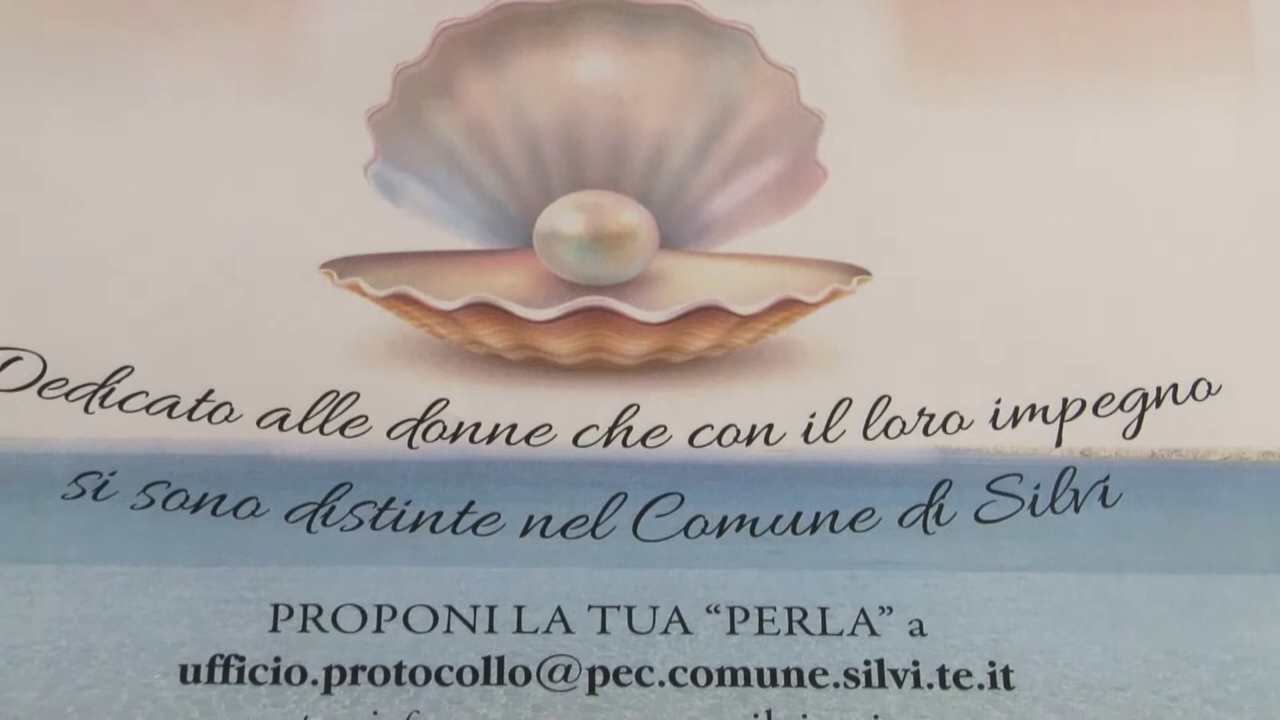 Dedicato alle donne che con il loro impegno
si sono distinte nel Comune di Silvi
PROPONI LA TUA “PERLA” a
ufficio.protocollo@pec.comune.silvi.te.it